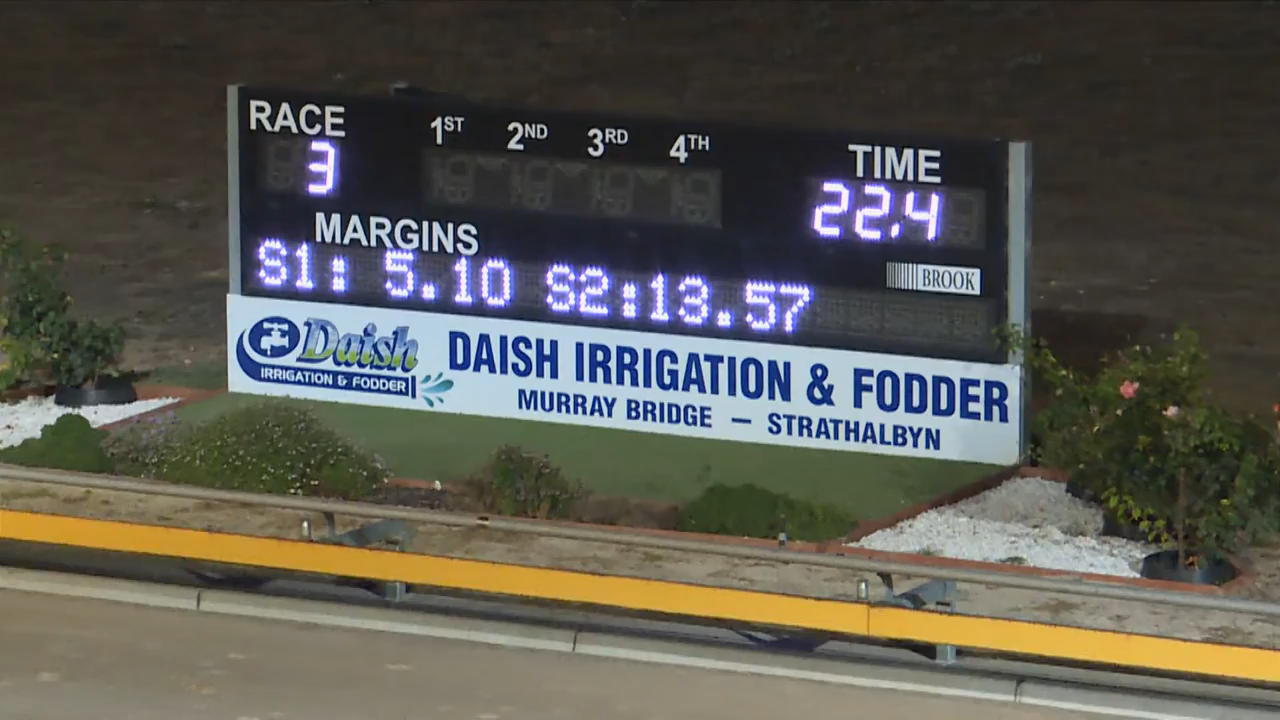 RACE 1ST 2ND 3RD 4TH TIME
3 22.4
MARGINS
S1: 5.10 S2:13.57
BROOK
Daish
IRRIGATION & FODDER
DAISH IRRIGATION & FODDER
MURRAY BRIDGE — STRATHALBYN